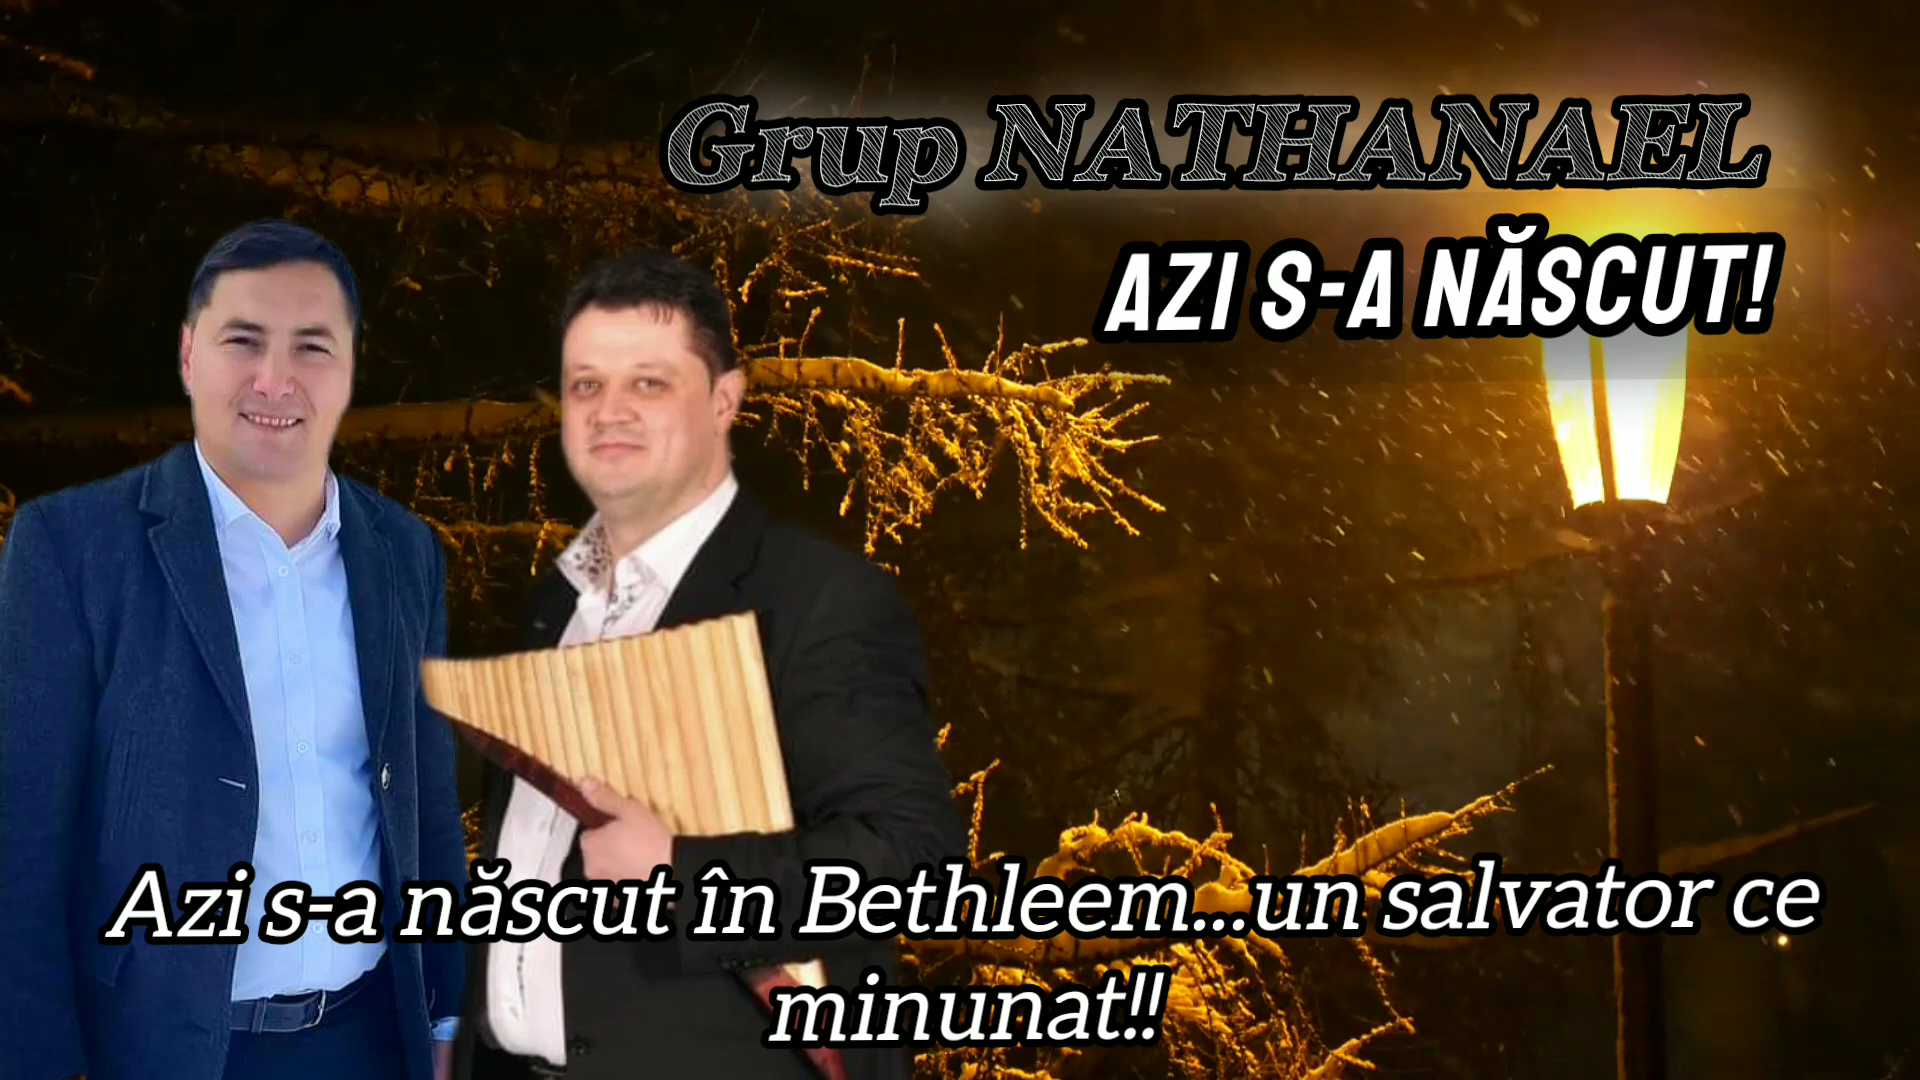 Grup NATHANAEL
AZI S-A NĂSCUT!
Azi s-a născut în Bethleem...un salvator ce
minunat!!